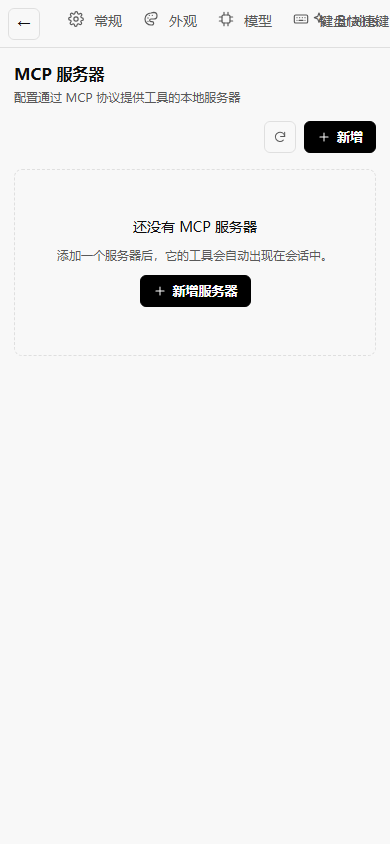 ← 常规 外观 模型
MCP 服务器
配置通过 MCP 协议提供工具的本地服务器
+ 新增
还没有 MCP 服务器
添加一个服务器后，它的工具会自动出现在会话中。
+ 新增服务器